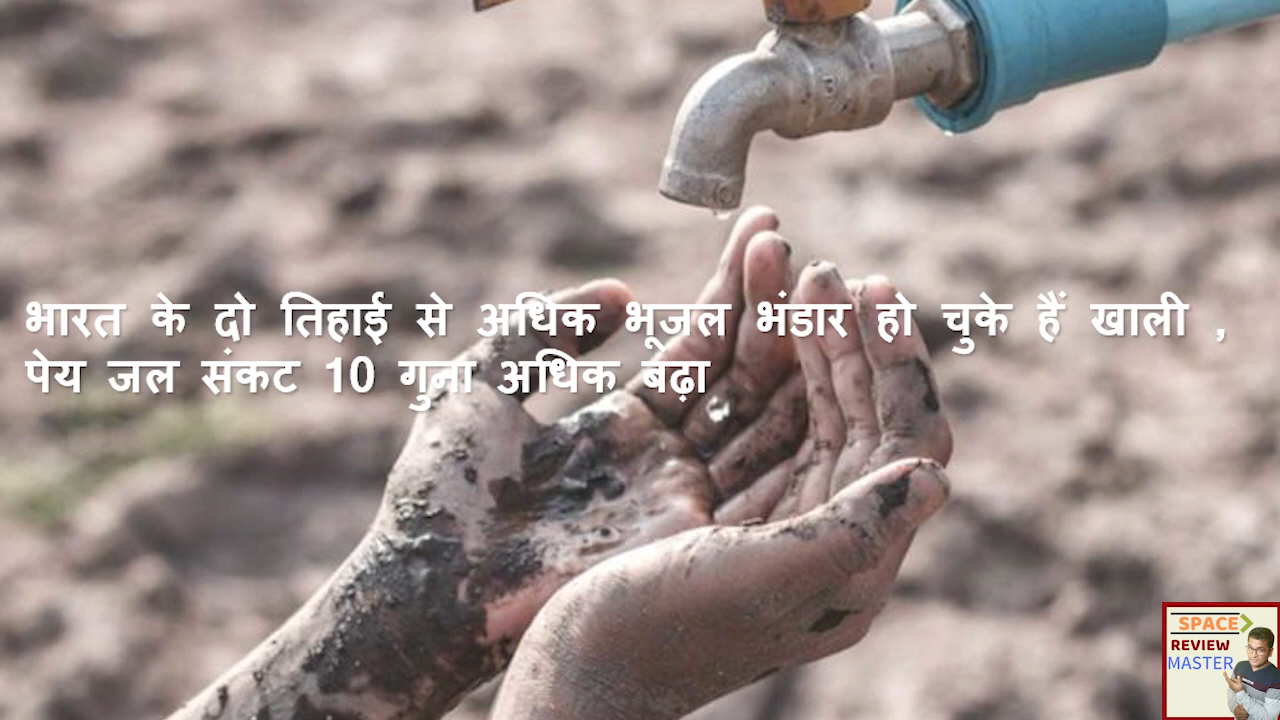 भारत के दो तिहाई से अधिक भूजल भंडार हो चुके हैं खाली ,
पेय जल संकट 10 गुना अधिक बढ़ा
SPACE
REVIEW
MASTER